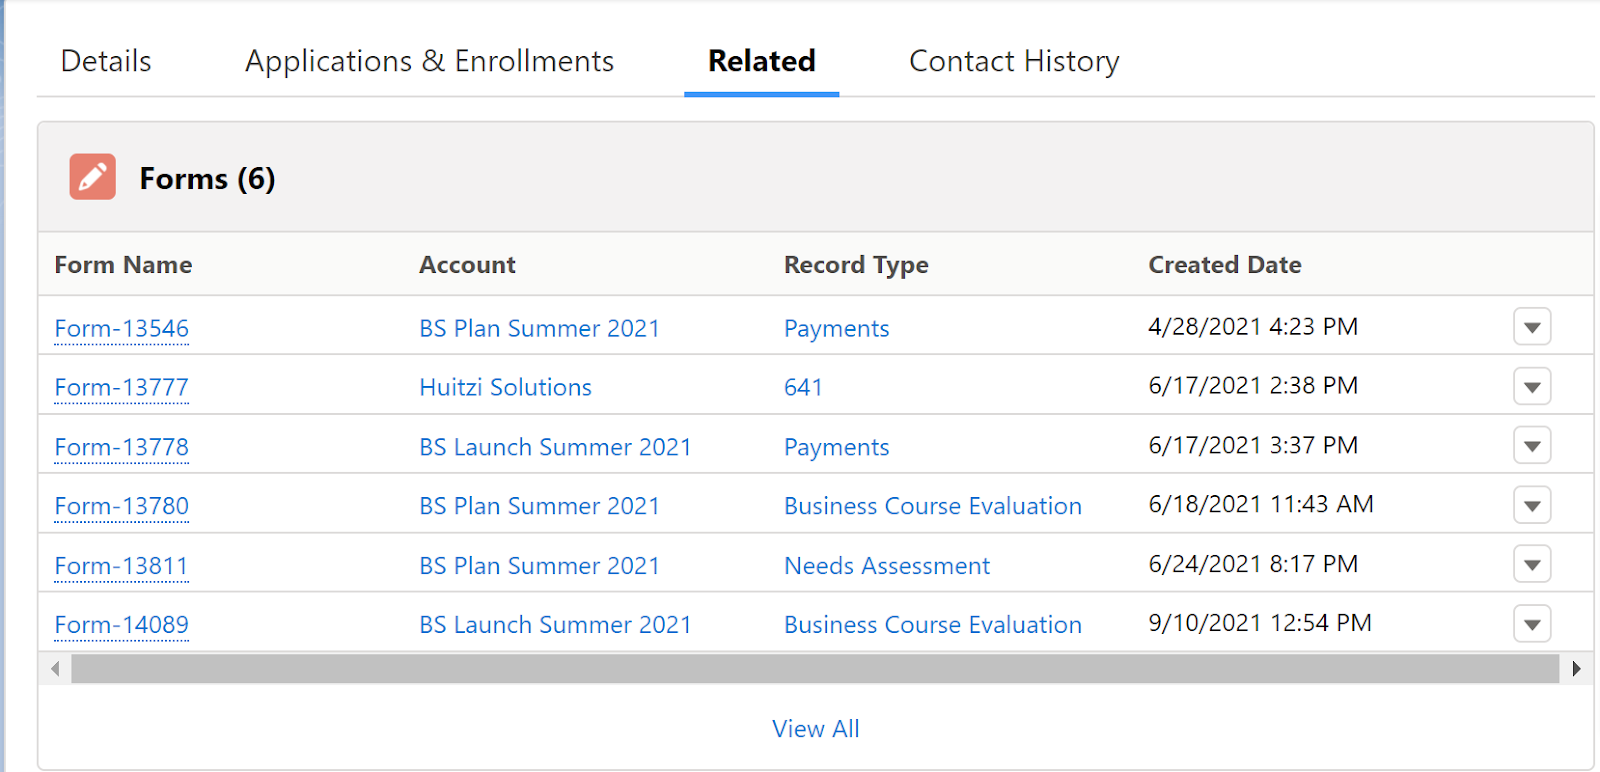 Details Applications & Enrollments Related Contact History
Forms (6)
Form Name Account Record Type Created Date
Form-13546 BS Plan Summer 2021 Payments 4/28/2021 4:23 PM
Form-13777 Huitzi Solutions 641 6/17/2021 2:38 PM
Form-13778 BS Launch Summer 2021 Payments 6/17/2021 3:37 PM
Form-13780 BS Plan Summer 2021 Business Course Evaluation 6/18/2021 11:43 AM
Form-13811 BS Plan Summer 2021 Needs Assessment 6/24/2021 8:17 PM
Form-14089 BS Launch Summer 2021 Business Course Evaluation 9/10/2021 12:54 PM
View All